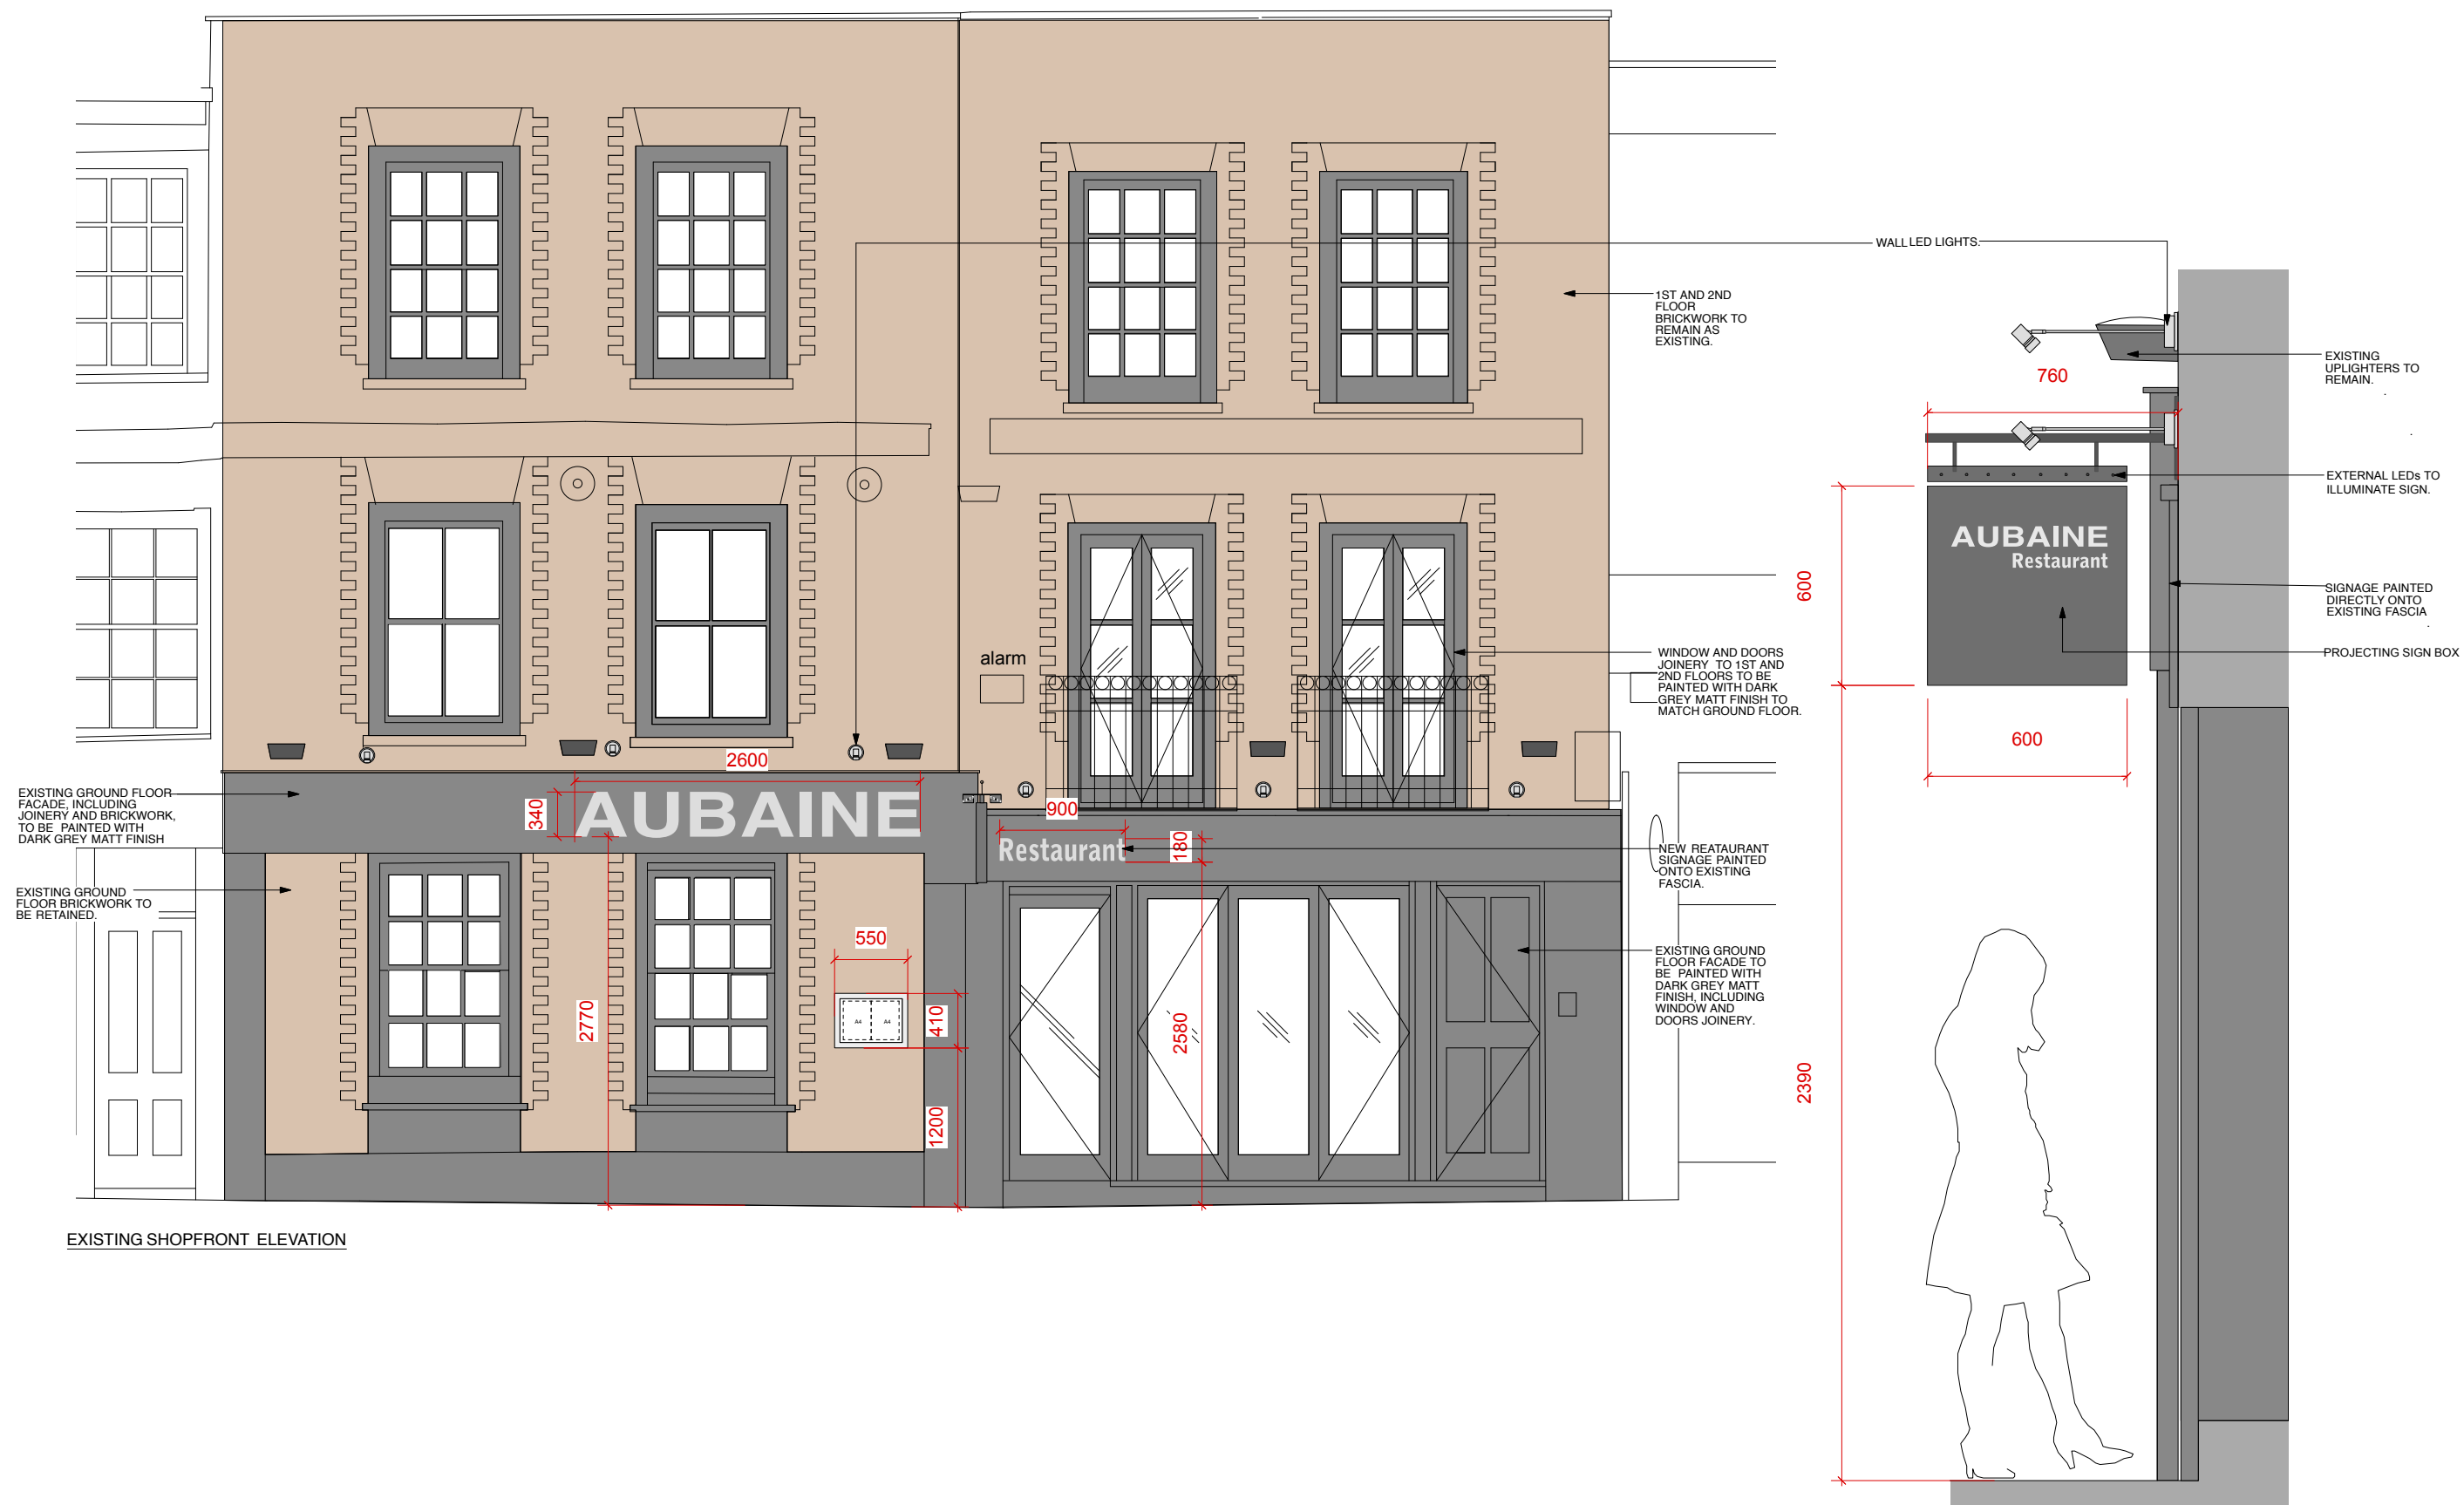 WALL LED LIGHTS.
1ST AND 2ND
FLOOR
BRICKWORK TO
REMAIN AS
EXISTING.
EXISTING
UPLIGHTERS TO
REMAIN.
760
EXTERNAL LEDs TO
ILLUMINATE SIGN.
AUBAINE
Restaurant
600
SIGNAGE PAINTED
DIRECTLY ONTO
EXISTING FASCIA
PROJECTING SIGN BOX
600
alarm
WINDOW AND DOORS
JOINERY TO 1ST AND
2ND FLOORS TO BE
PAINTED WITH DARK
GREY MATT FINISH TO
MATCH GROUND FLOOR.
2600
EXISTING GROUND FLOOR
FACADE, INCLUDING
JOINERY AND BRICKWORK,
TO BE PAINTED WITH
DARK GREY MATT FINISH
340
AUBAINE
900
Restaurant
180
NEW REATAURANT
SIGNAGE PAINTED
ONTO EXISTING
FASCIA.
EXISTING GROUND
FLOOR BRICKWORK TO
BE RETAINED.
550
A4 A4
410
2770
2580
1200
EXISTING GROUND
FLOOR FACADE TO
BE PAINTED WITH
DARK GREY MATT
FINISH, INCLUDING
WINDOW AND
DOORS JOINERY.
2390
EXISTING SHOPFRONT ELEVATION